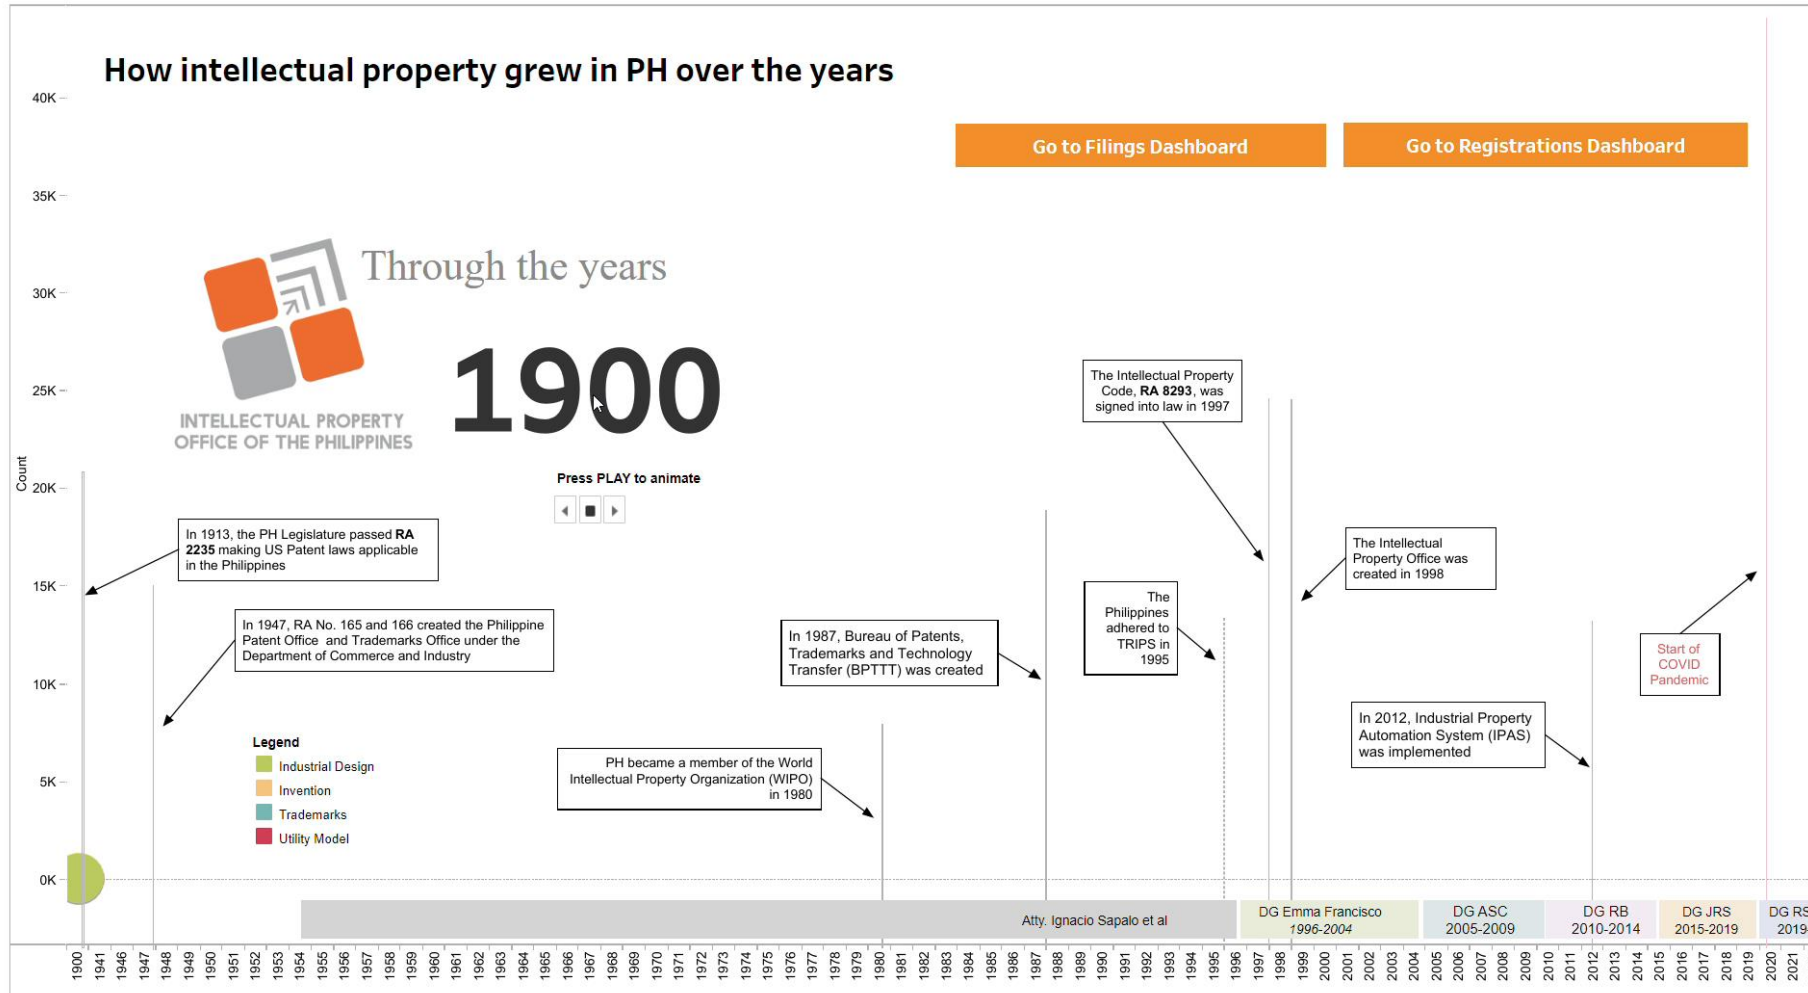 How intellectual property grew in PH over the years
40K
Go to Filings Dashboard
Go to Registrations Dashboard
35K
Through the years
30K
1900
25K
INTELLECTUAL PROPERTY
OFFICE OF THE PHILIPPINES
The Intellectual Property
Code, RA 8293, was
signed into law in 1997
Count
20K
Press PLAY to animate
In 1913, the PH Legislature passed RA
2235 making US Patent laws applicable
in the Philippines
The Intellectual
Property Office was
created in 1998
15K
In 1947, RA No. 165 and 166 created the Philippine
Patent Office and Trademarks Office under the
Department of Commerce and Industry
In 1987, Bureau of Patents,
Trademarks and Technology
Transfer (BPTTT) was created
The
Philippines
adhered to
TRIPS in
1995
Start of
COVID
Pandemic
10K
In 2012, Industrial Property
Automation System (IPAS)
was implemented
Legend
Industrial Design
Invention
Trademarks
Utility Model
PH became a member of the World
Intellectual Property Organization (WIPO)
in 1980
5K
0K
Atty. Ignacio Sapalo et al
DG Emma Francisco
1996-2004
DG ASC
2005-2009
DG RB
2010-2014
DG JRS
2015-2019
DG RS
2019-
1900
1941
1946
1947
1948
1949
1950
1951
1952
1953
1954
1955
1956
1957
1958
1959
1960
1961
1962
1963
1964
1965
1966
1967
1968
1969
1970
1971
1972
1973
1974
1975
1976
1977
1978
1979
1980
1981
1982
1983
1984
1985
1986
1987
1988
1989
1990
1991
1992
1993
1994
1995
1996
1997
1998
1999
2000
2001
2002
2003
2004
2005
2006
2007
2008
2009
2010
2011
2012
2013
2014
2015
2016
2017
2018
2019
2020
2021